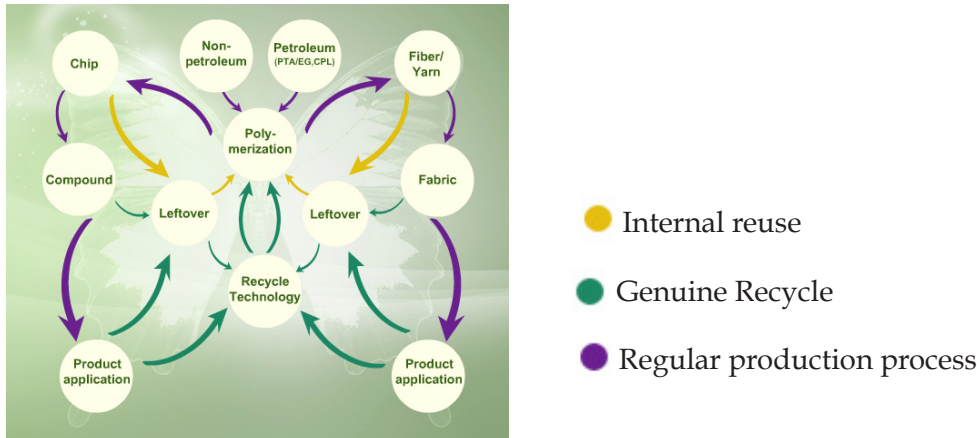 Chip
Non-
petroleum
Petroleum
(PTA/EG,CPL)
Fiber/
Yarn
Poly-
merization
Compound
Fabric
Leftover
Leftover
Recycle
Technology
Product
application
Product
application
Internal reuse
Genuine Recycle
Regular production process